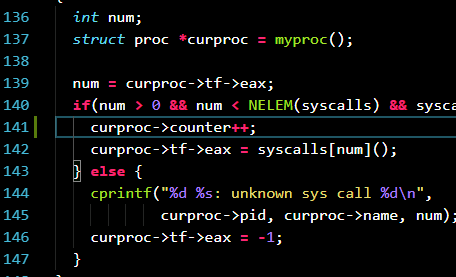 136 int num;
137 struct proc *curproc = myproc();
138
139 num = curproc->tf->eax;
140 if(num > 0 && num < NELEM(syscalls) && sysca
141 curproc->counter++;
142 curproc->tf->eax = syscalls[num]();
143 } else {
144 cprintf("%d %s: unknown sys call %d\n",
145 curproc->pid, curproc->name, num);
146 curproc->tf->eax = -1;
147 }